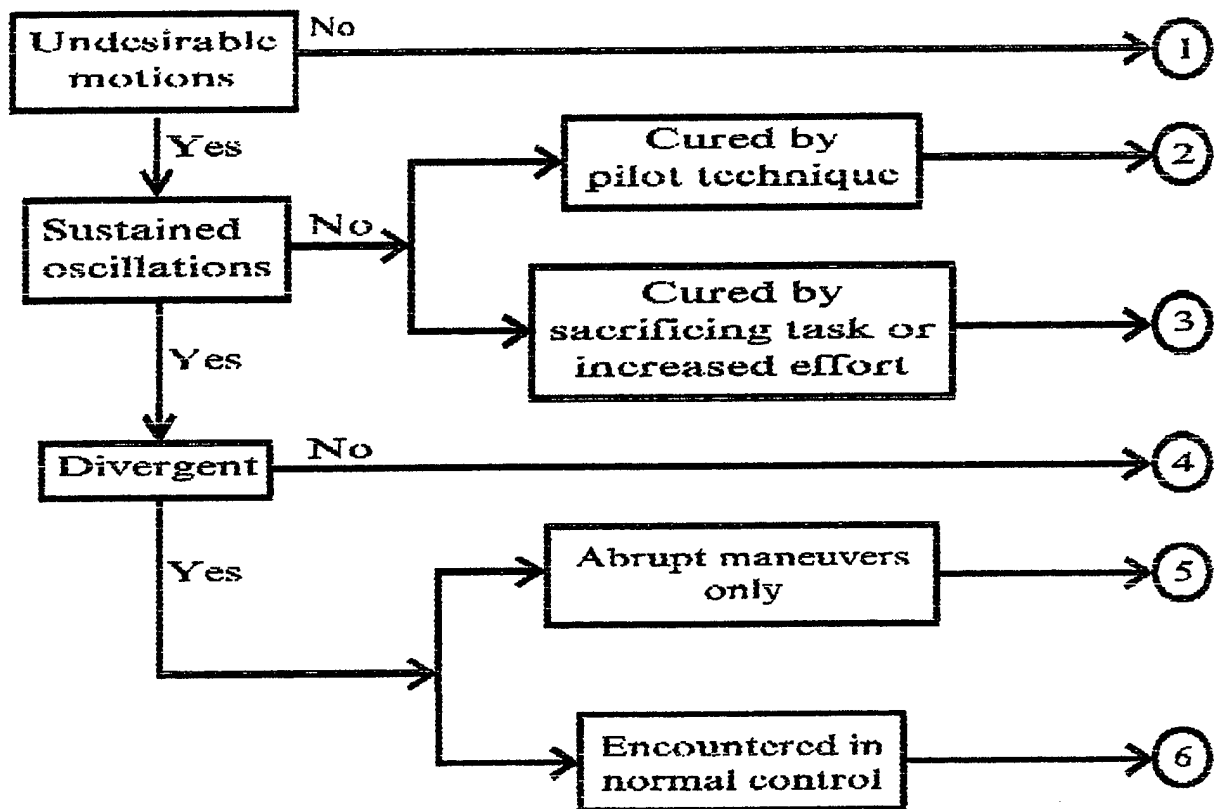 Undesirable
motions
No
1
Yes
Cured by
pilot technique
2
Sustained
oscillations
No
Cured by
sacrificing task or
increased effort
3
Yes
Divergent
No
4
Yes
Abrupt maneuvers
only
5
Encountered in
normal control
6